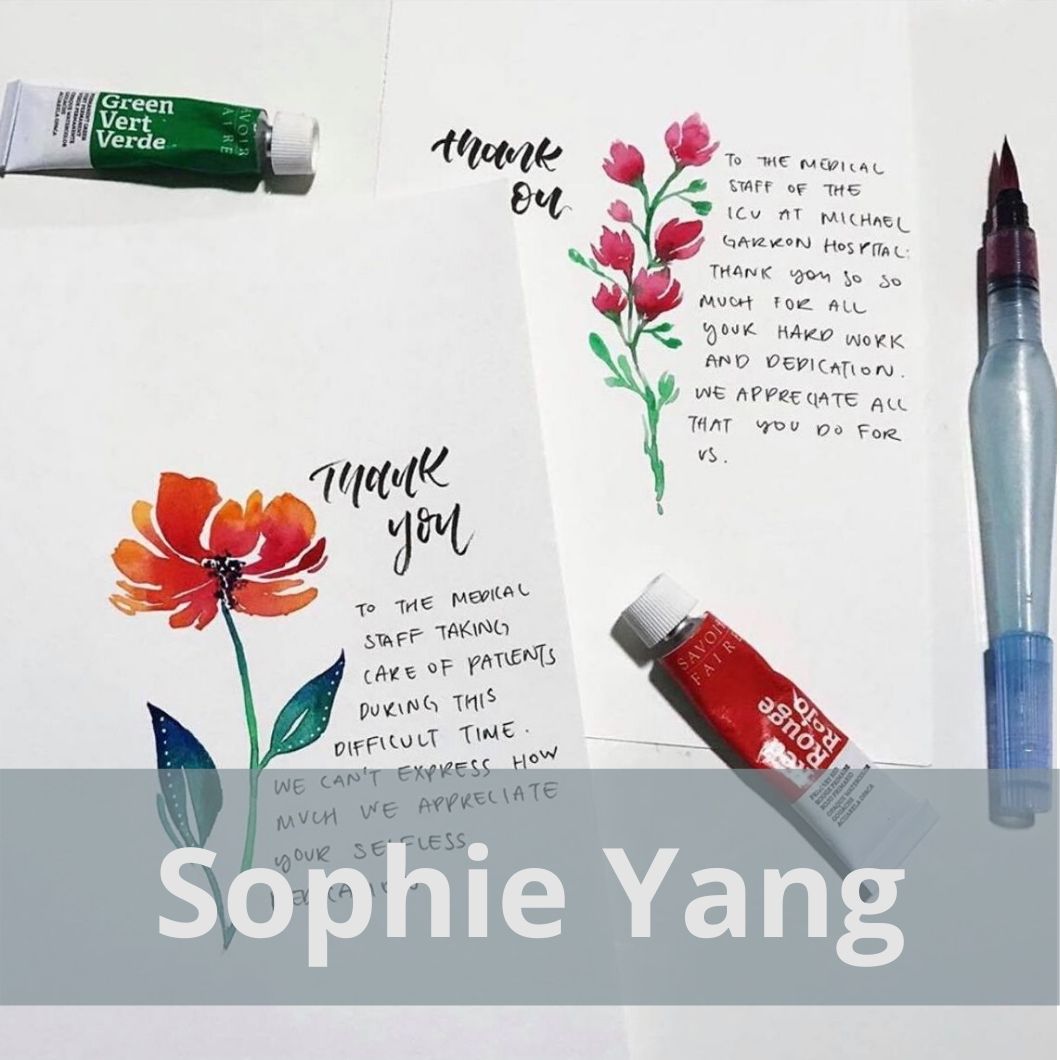 Green
Vert
Verde
SAVOIR
FAIRE
thank
ou
TO THE MEDICAL
STAFF OF THE
ICU AT MICHAEL
GARRON HOSPITAL:
THANK you SO SO
MUCH FOR ALL
yOUR HARD WORK
AND DEDICATION.
WE APPRECIATE ALL
THAT yOU DO FOR
US.
THANK
you
TO THE MEDICAL
STAFF TAKING
CARE OF PATIENTS
DURING THIS
DIFFICULT TIME.
WE CAN'T EXPRESS HOW
MUCH WE APPRECIATE
yOUR SELFLESS
DEDICATION
SAVOIR
FAIRE
Rouge
Rojo
Red
Sophie Yang